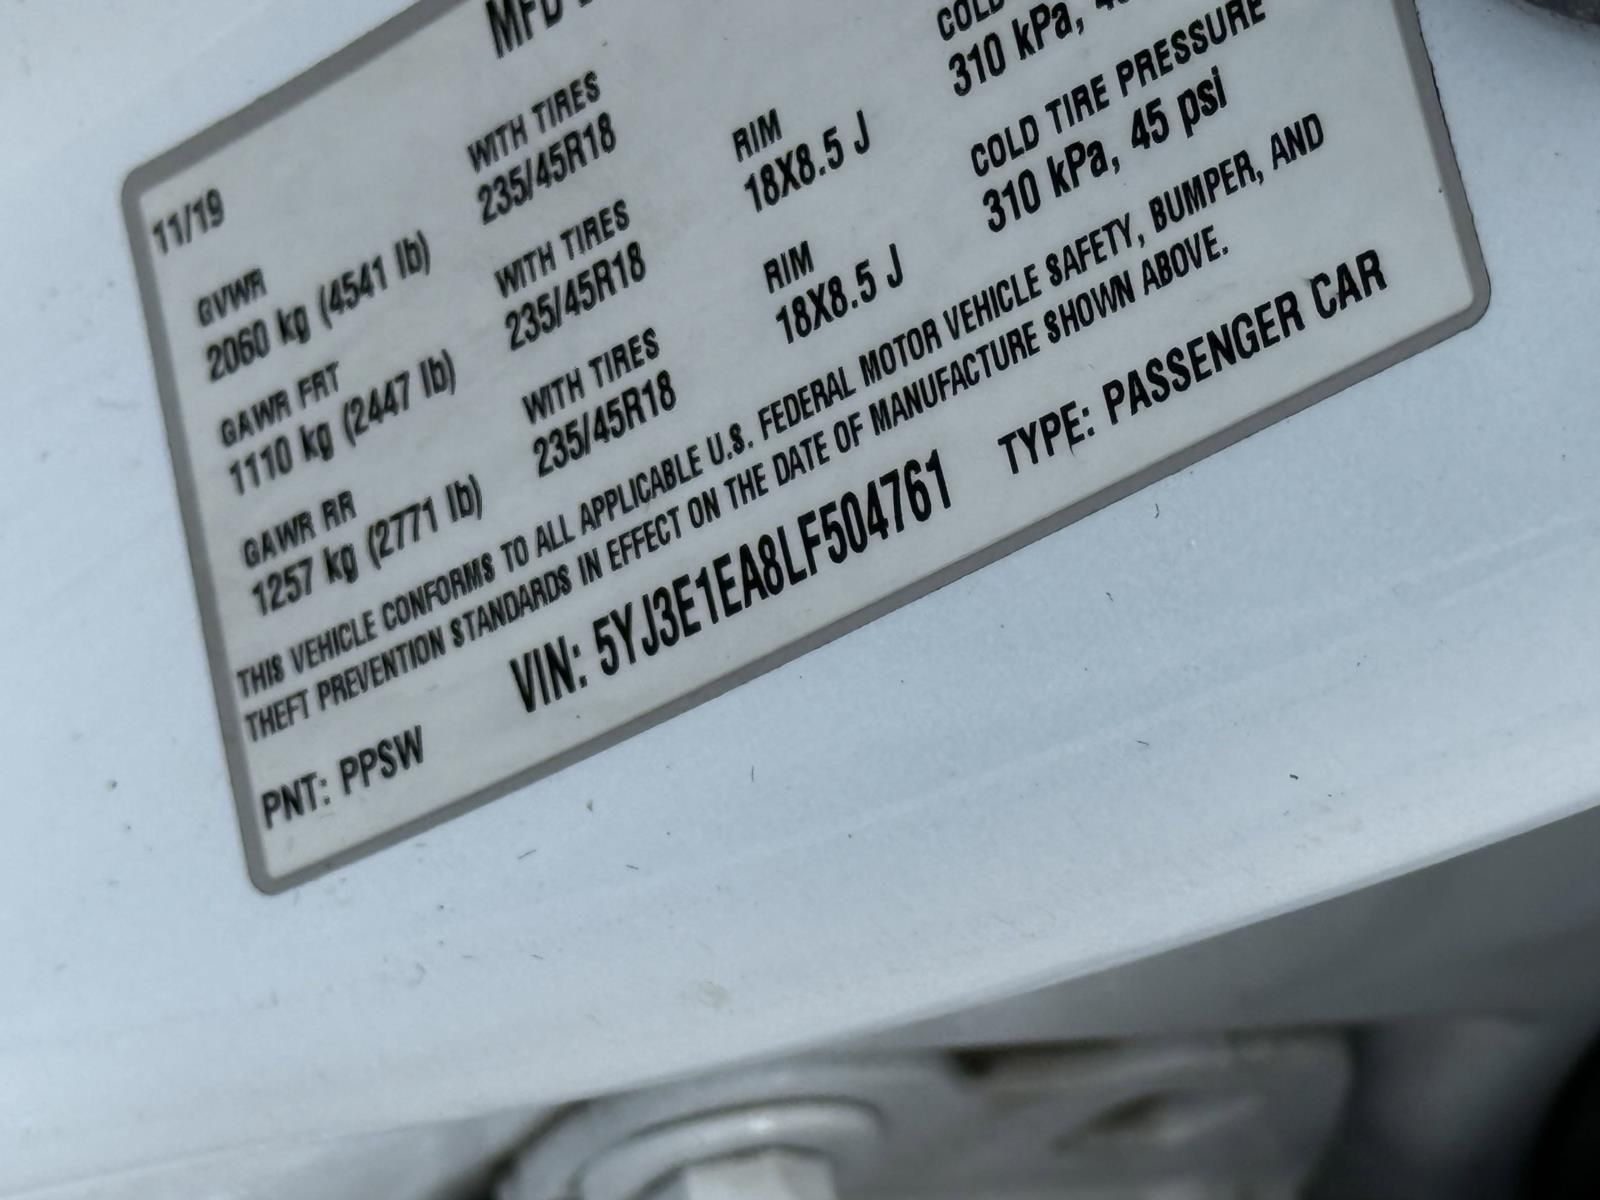 MFD
11/19
GVWR
2060 kg (4541 lb)
WITH TIRES
235/45R18
RIM
18X8.5 J
COLD
310 kPa,
GAWR FRT
1110 kg (2447 lb)
WITH TIRES
235/45R18
RIM
18X8.5 J
COLD TIRE PRESSURE
310 kPa, 45 psi
GAWR RR
1257 kg (2771 lb)
WITH TIRES
235/45R18
THIS VEHICLE CONFORMS TO ALL APPLICABLE U.S. FEDERAL MOTOR VEHICLE SAFETY, BUMPER, AND
THEFT PREVENTION STANDARDS IN EFFECT ON THE DATE OF MANUFACTURE SHOWN ABOVE.
VIN: 5YJ3E1EA8LF504761 TYPE: PASSENGER CAR
PNT: PPSW